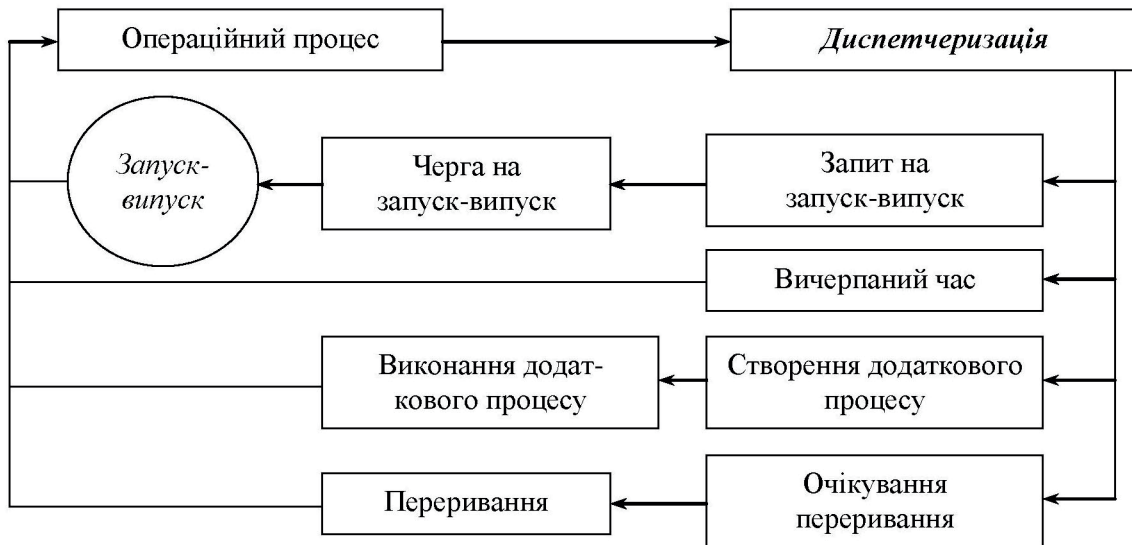 Операційний процес
Диспетчеризація
Запуск-
випуск
Черга на
запуск-випуск
Запит на
запуск-випуск
Вичерпаний час
Виконання додат-
кового процесу
Створення додаткового
процесу
Переривання
Очікування
переривання